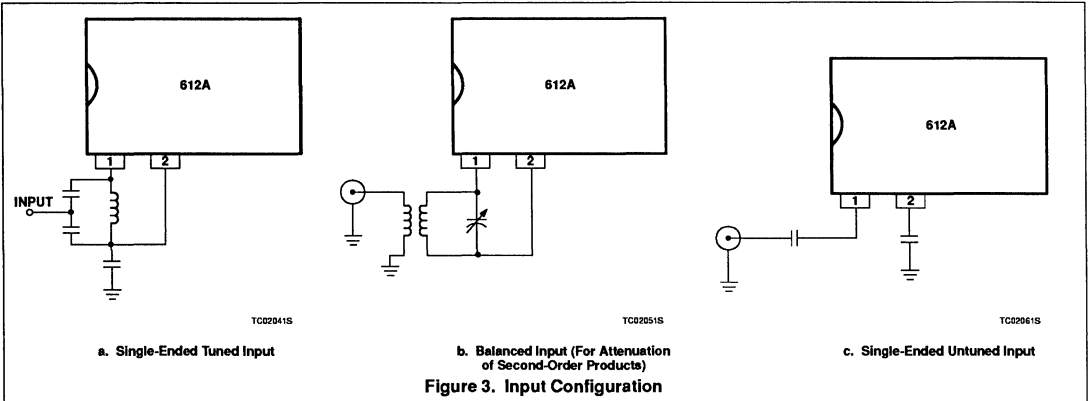 612A
1 2
INPUT
TC02041S
a. Single-Ended Tuned Input
612A
1 2
TC02051S
b. Balanced Input (For Attenuation
of Second-Order Products)
612A
1 2
TC02061S
c. Single-Ended Untuned Input
Figure 3. Input Configuration